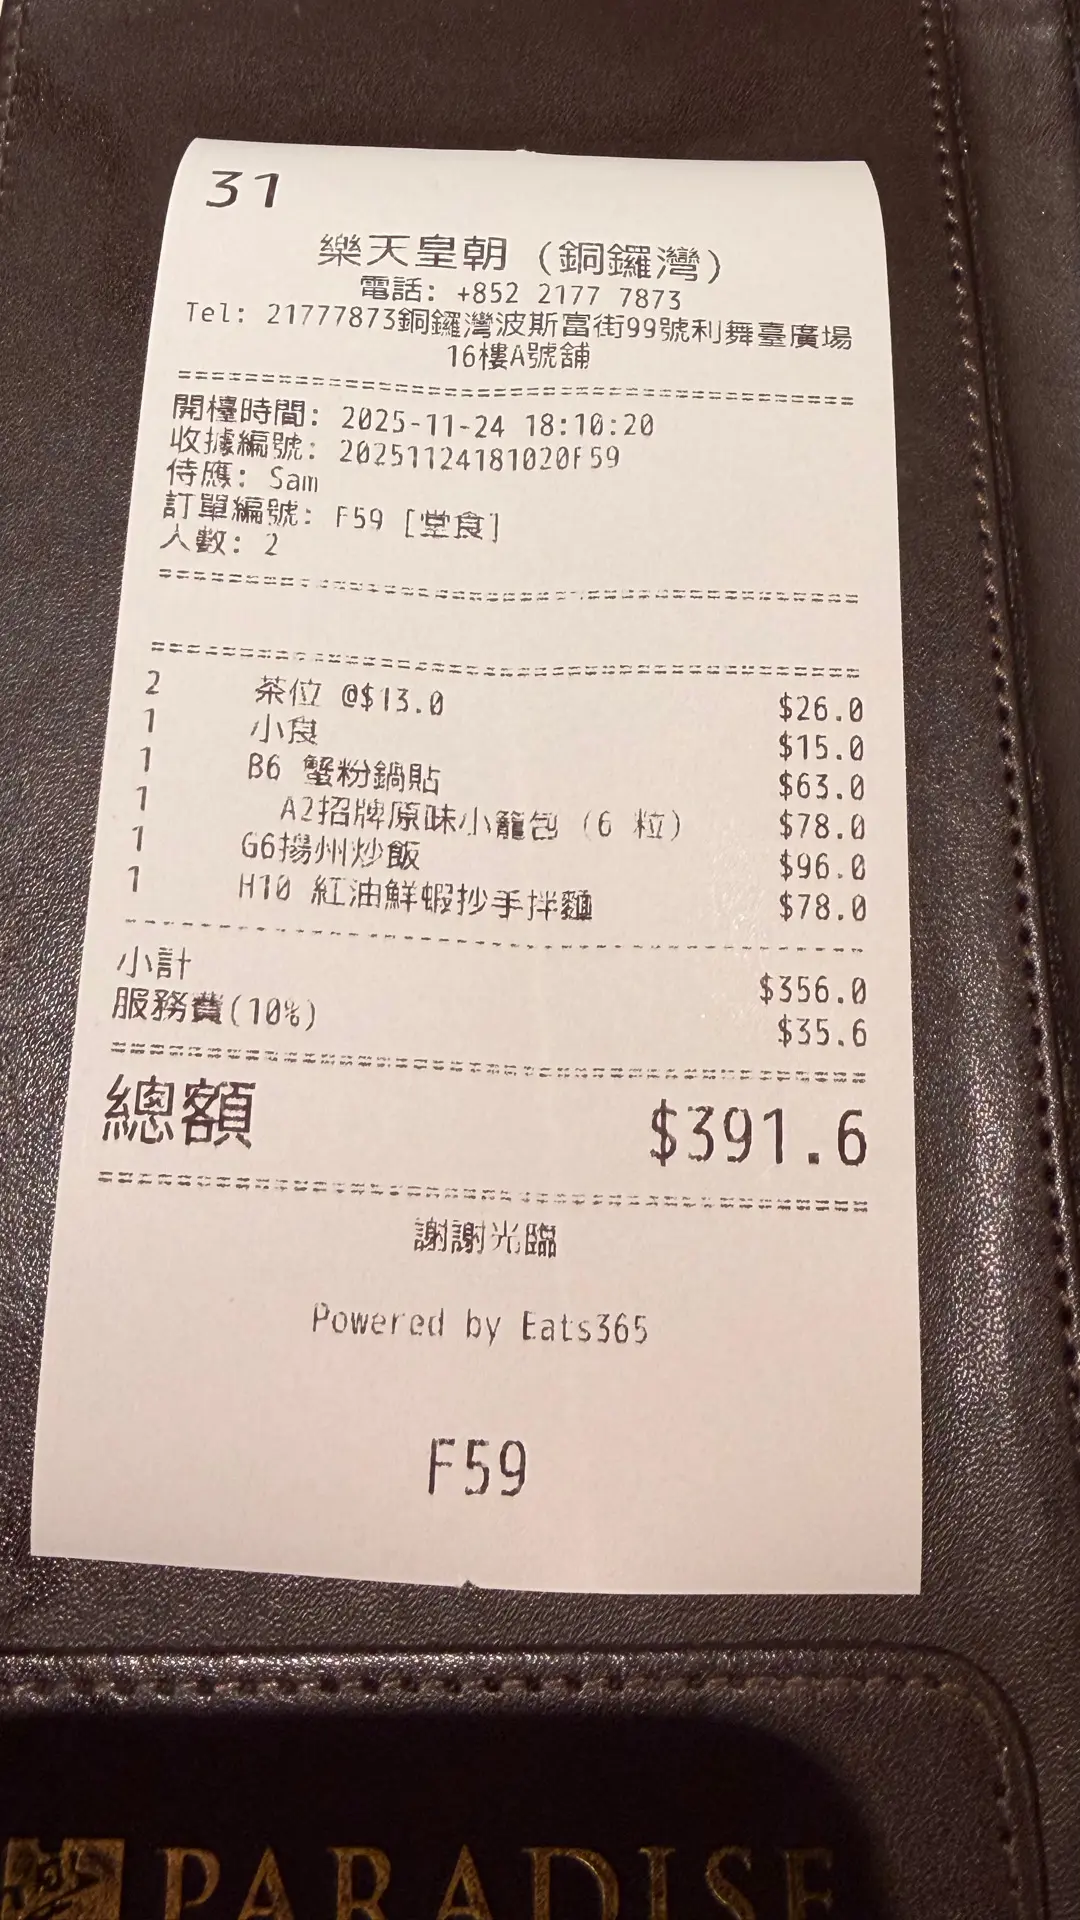 31
樂天皇朝 (銅鑼灣)
電話: +852 2177 7873
Tel: 21777873銅鑼灣波斯富街99號利舞臺廣場
16樓A號舖
開檯時間: 2025-11-24 18:10:20
收據編號: 20251124181020F59
侍應: Sam
訂單編號: F59 [堂食]
人數: 2
2 茶位 @$13.0 $26.0
1 小食 $15.0
1 B6 蟹粉鍋貼 $63.0
1 A2招牌原味小籠包 (6 粒) $78.0
1 G6揚州炒飯 $96.0
1 H10 紅油鮮蝦抄手拌麵 $78.0
小計 $356.0
服務費(10%) $35.6
總額 $391.6
謝謝光臨
Powered by Eats365
F59
PARADISE